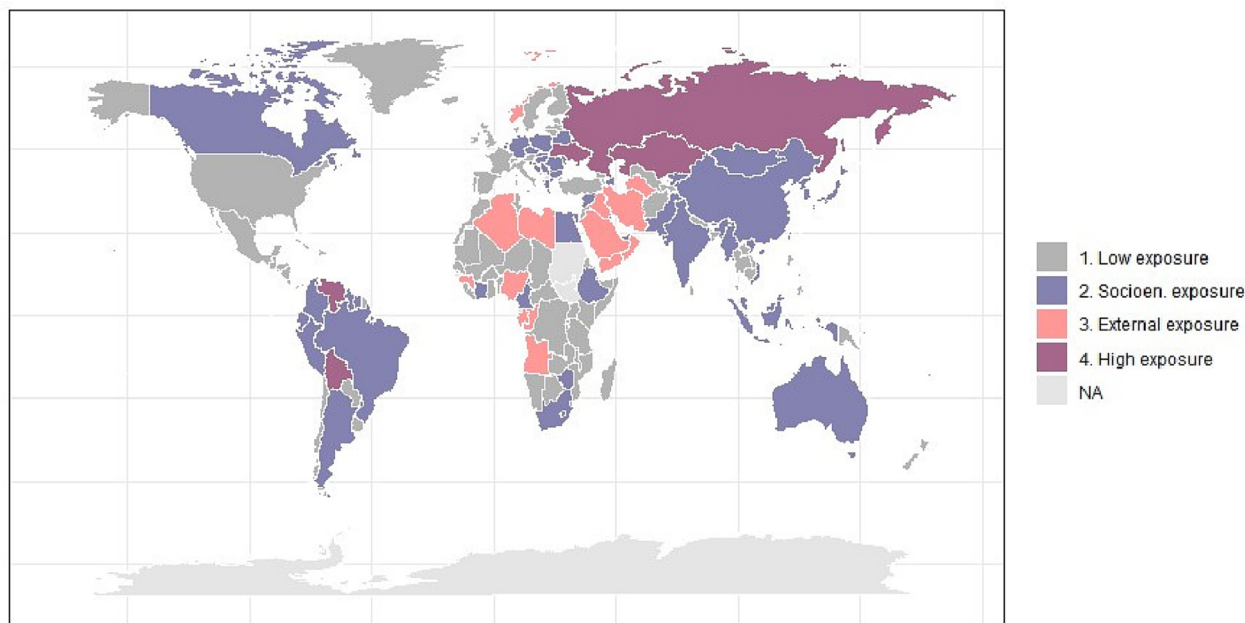 1. Low exposure
2. Socioen. exposure
3. External exposure
4. High exposure
NA